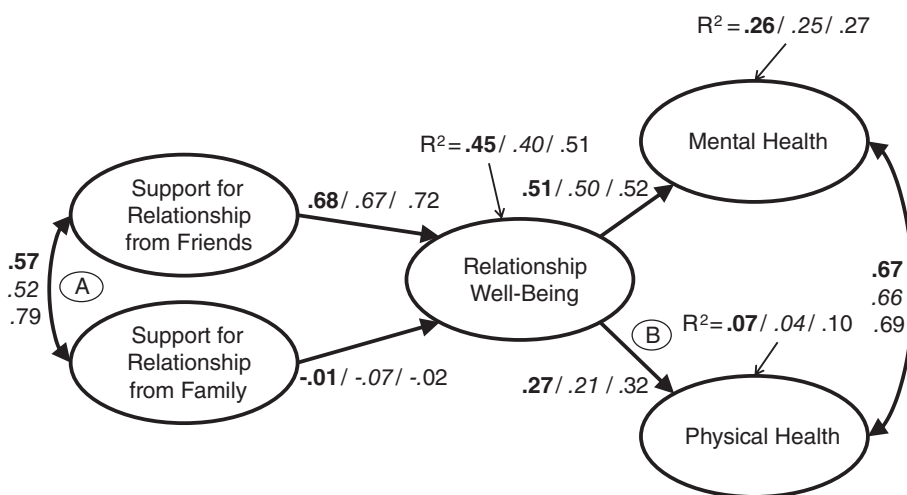 R² = .26 / .25 / .27
Mental Health
R² = .45 / .40 / .51
Support for
Relationship
from Friends
.68 / .67 / .72
.51 / .50 / .52
Relationship
Well-Being
.57
.52
.79
A
.67
.66
.69
B
R² = .07 / .04 / .10
Support for
Relationship
from Family
-.01 / -.07 / -.02
.27 / .21 / .32
Physical Health